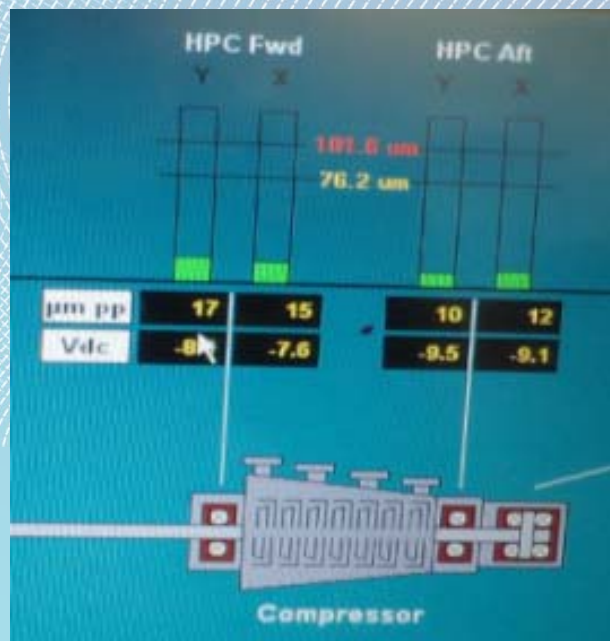 HPC Fwd HPC Aft
Y X Y X
101.6 um
76.2 um
µm pp 17 15 10 12
Vdc -7.6 -9.5 -9.1
Compressor